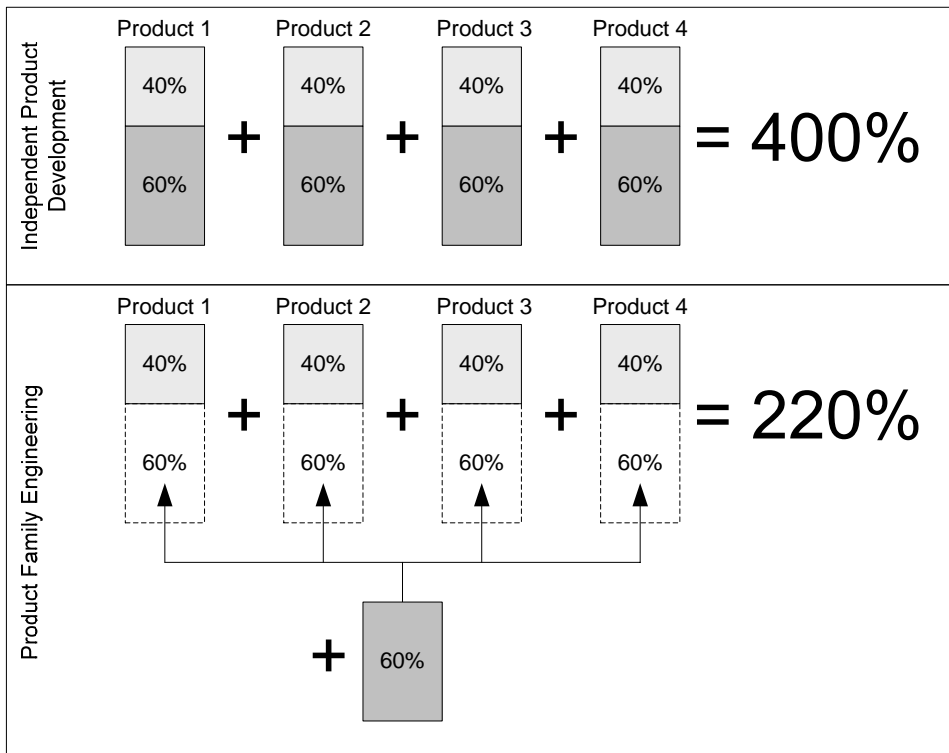 Independent Product
Development
Product 1 Product 2 Product 3 Product 4
40% 40% 40% 40%
+ + + = 400%
60% 60% 60% 60%
Product Family Engineering
Product 1 Product 2 Product 3 Product 4
40% 40% 40% 40%
+ + + = 220%
60% 60% 60% 60%
+ 60%